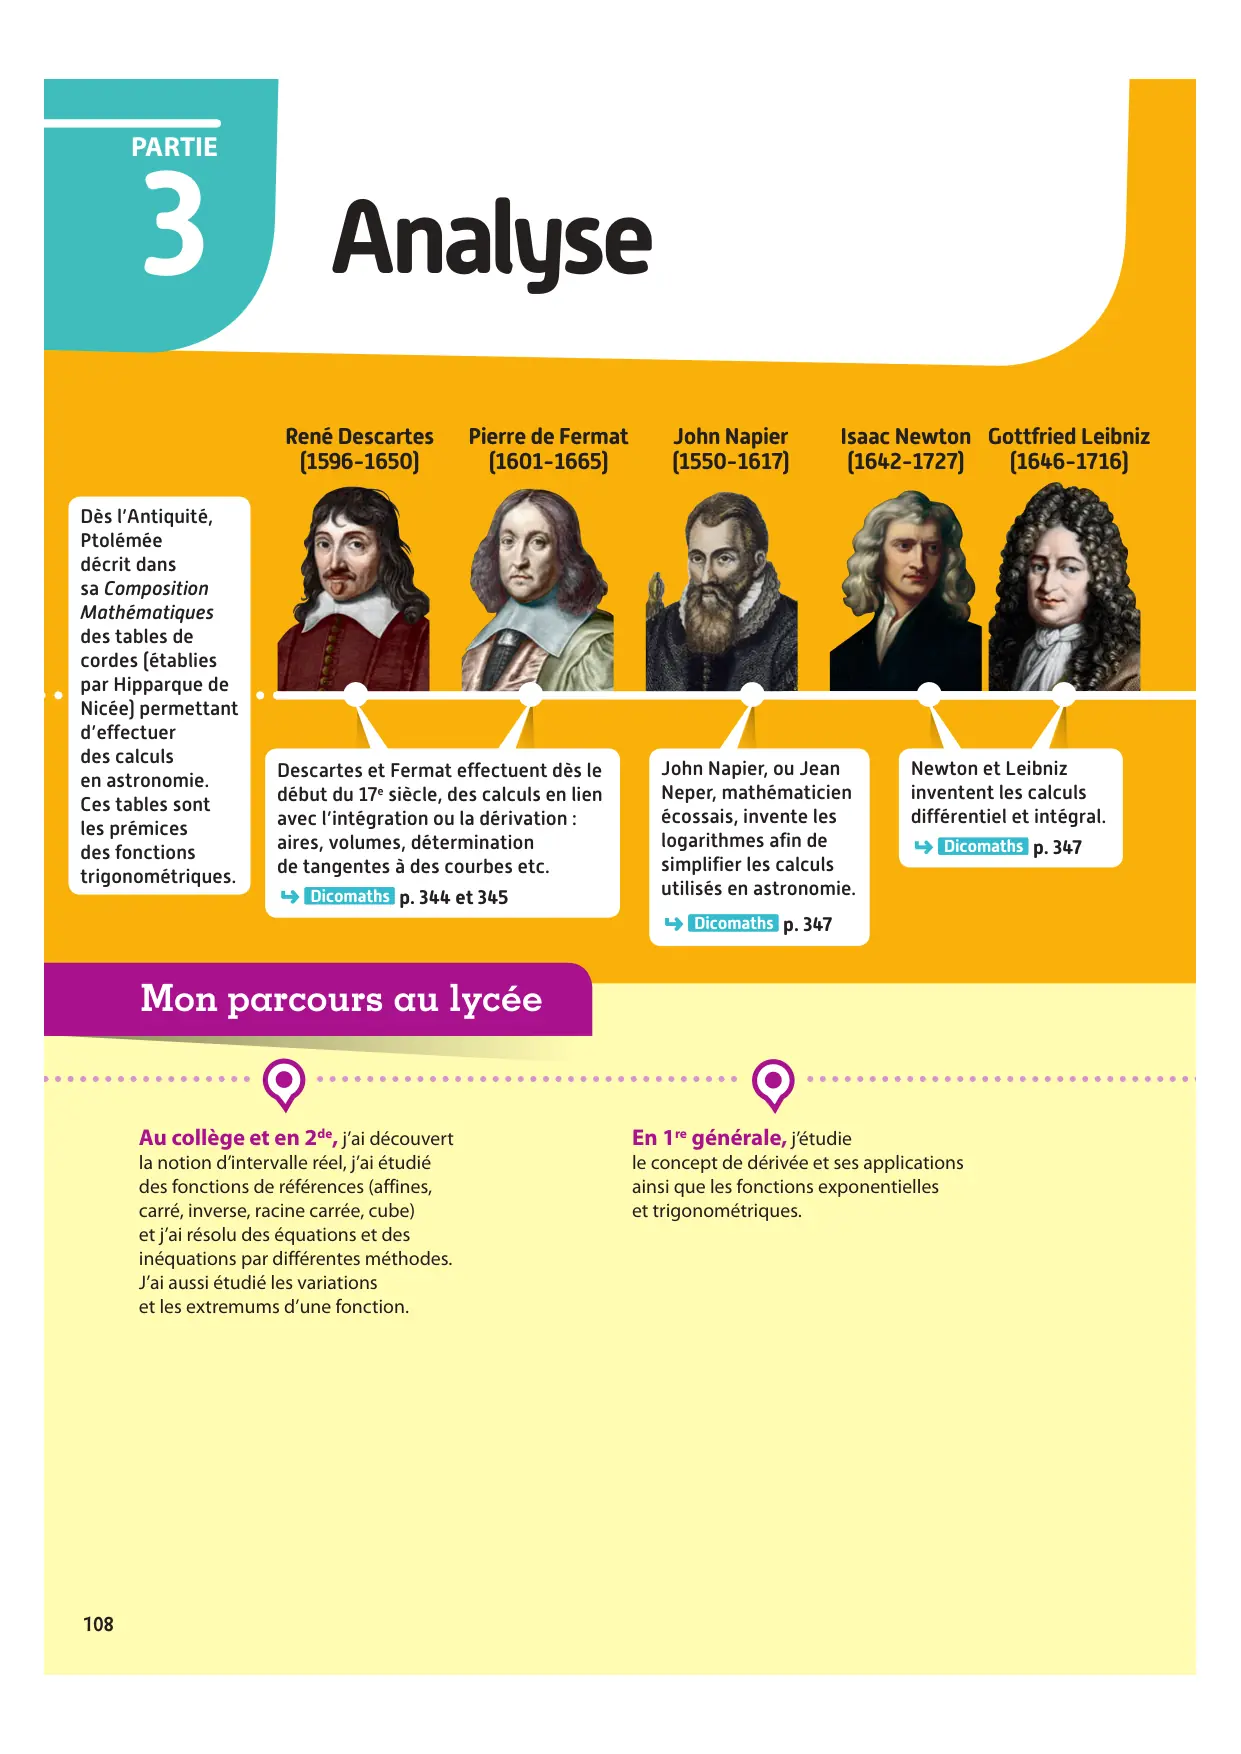 PARTIE
3
Analyse
René Descartes
(1596-1650)
Pierre de Fermat
(1601-1665)
John Napier
(1550-1617)
Isaac Newton
(1642-1727)
Gottfried Leibniz
(1646-1716)
Dès l’Antiquité,
Ptolémée
décrit dans
sa Composition
Mathématiques
des tables de
cordes (établies
par Hipparque de
Nicée) permettant
d’effectuer
des calculs
en astronomie.
Ces tables sont
les prémices
des fonctions
trigonométriques.
Descartes et Fermat effectuent dès le
début du 17e siècle, des calculs en lien
avec l’intégration ou la dérivation :
aires, volumes, détermination
de tangentes à des courbes etc.
↪ Dicomaths p. 344 et 345
John Napier, ou Jean
Neper, mathématicien
écossais, invente les
logarithmes afin de
simplifier les calculs
utilisés en astronomie.
↪ Dicomaths p. 347
Newton et Leibniz
inventent les calculs
différentiel et intégral.
↪ Dicomaths p. 347
Mon parcours au lycée
Au collège et en 2de, j’ai découvert
la notion d’intervalle réel, j’ai étudié
des fonctions de références (affines,
carré, inverse, racine carrée, cube)
et j’ai résolu des équations et des
inéquations par différentes méthodes.
J’ai aussi étudié les variations
et les extremums d’une fonction.
En 1re générale, j’étudie
le concept de dérivée et ses applications
ainsi que les fonctions exponentielles
et trigonométriques.
108